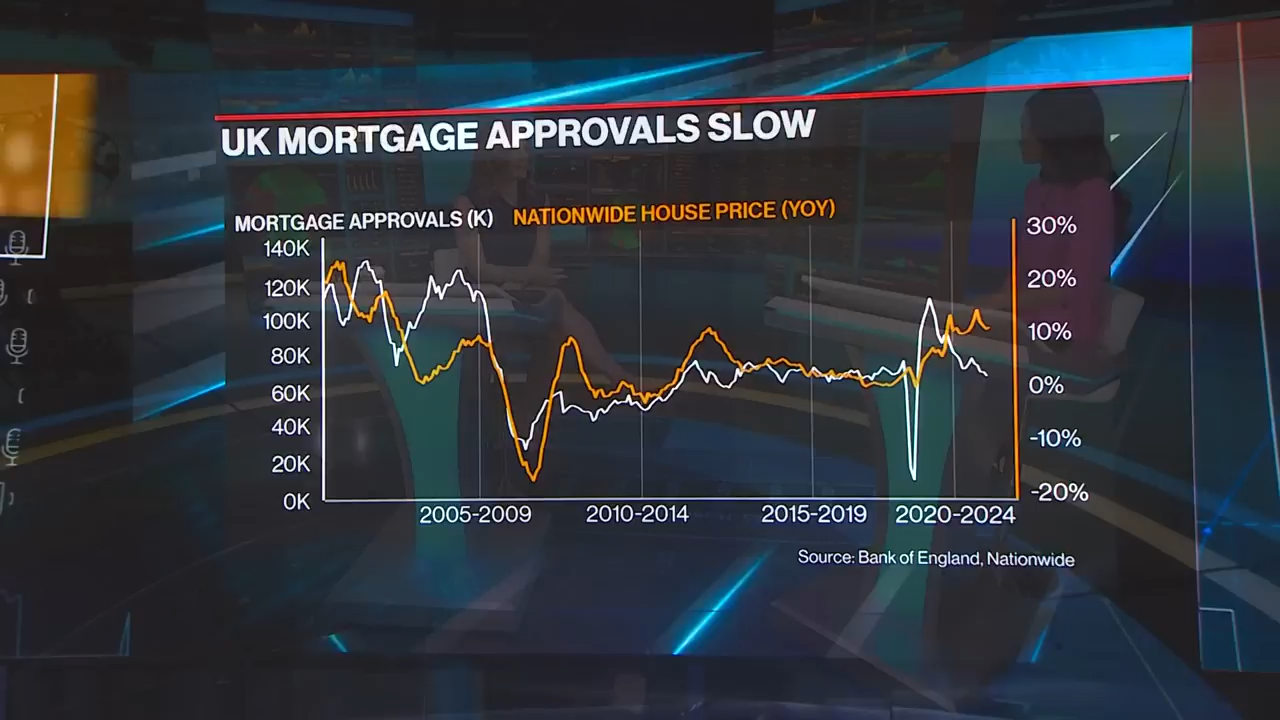 UK MORTGAGE APPROVALS SLOW
MORTGAGE APPROVALS (K) NATIONWIDE HOUSE PRICE (YOY)
140K
120K
100K
80K
60K
40K
20K
0K
30%
20%
10%
0%
-10%
-20%
2005-2009 2010-2014 2015-2019 2020-2024
Source: Bank of England, Nationwide